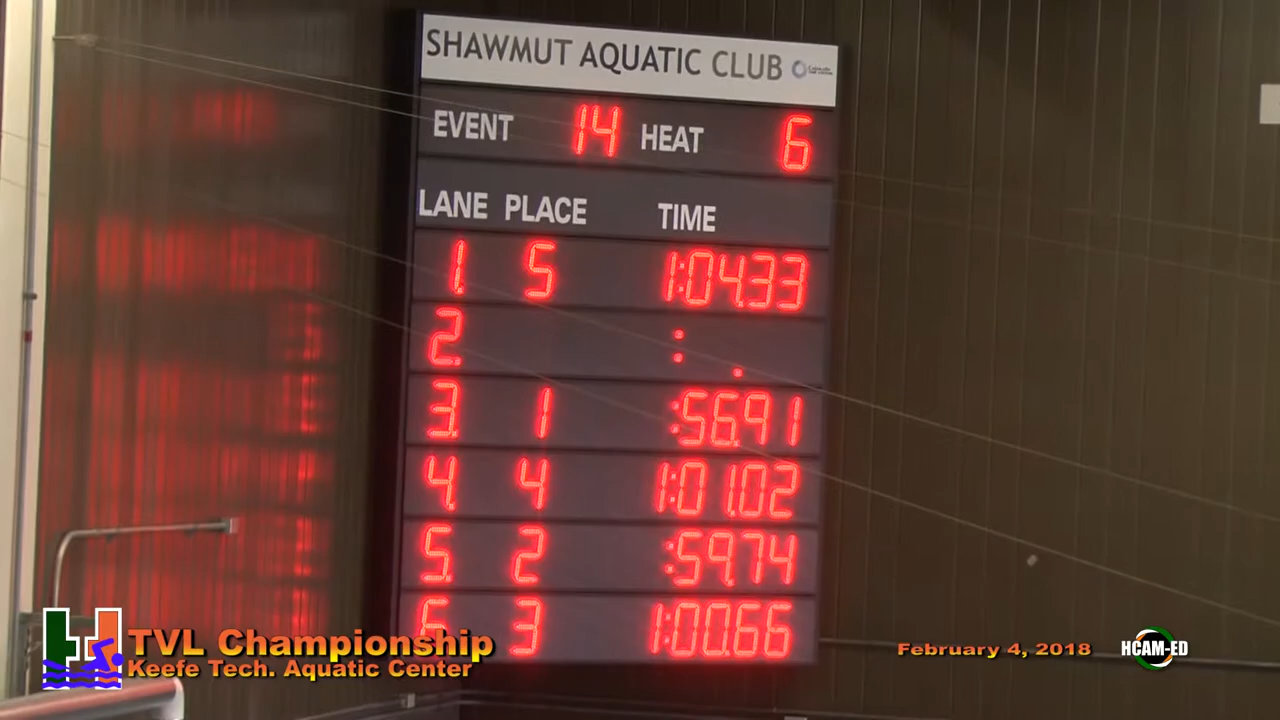 SHAWMUT AQUATIC CLUB
EVENT 14 HEAT 6
LANE PLACE TIME
1. 5 1:04.33
2. : .
3. 1 :56.91
4. 4 1:01.02
5. 2 :59.74
6 3 1:00.66
TVL Championship
Keefe Tech. Aquatic Center
February 4, 2018
HCAM-ED